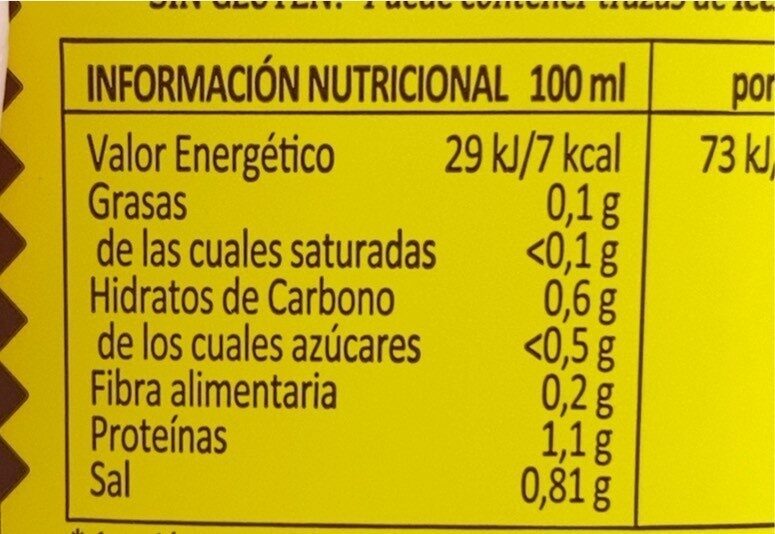 INFORMACIÓN NUTRICIONAL 100 ml por
Valor Energético 29 kJ/7 kcal 73 kJ/
Grasas 0,1 g
de las cuales saturadas <0,1 g
Hidratos de Carbono 0,6 g
de los cuales azúcares <0,5 g
Fibra alimentaria 0,2 g
Proteínas 1,1 g
Sal 0,81 g